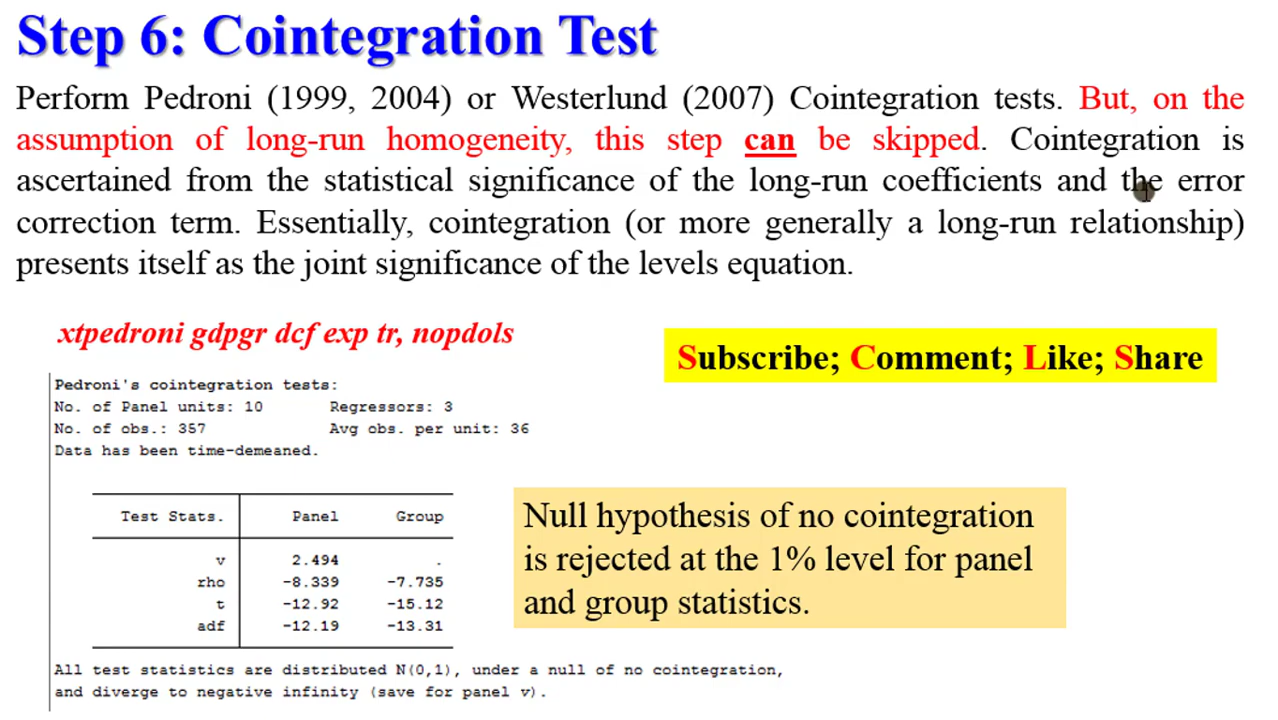 Step 6: Cointegration Test
Perform Pedroni (1999, 2004) or Westerlund (2007) Cointegration tests. But, on the
assumption of long-run homogeneity, this step can be skipped. Cointegration is
ascertained from the statistical significance of the long-run coefficients and the error
correction term. Essentially, cointegration (or more generally a long-run relationship)
presents itself as the joint significance of the levels equation.
xtpedroni gdpgr dcf exp tr, nopdols
Subscribe; Comment; Like; Share
Pedroni's cointegration tests:
No. of Panel units: 10 Regressors: 3
No. of obs.: 357 Avg obs. per unit: 36
Data has been time-demeaned.
Test Stats. Panel Group
v 2.494 .
rho -8.339 -7.735
t -12.92 -15.12
adf -12.19 -13.31
Null hypothesis of no cointegration
is rejected at the 1% level for panel
and group statistics.
All test statistics are distributed N(0,1), under a null of no cointegration,
and diverge to negative infinity (save for panel v).